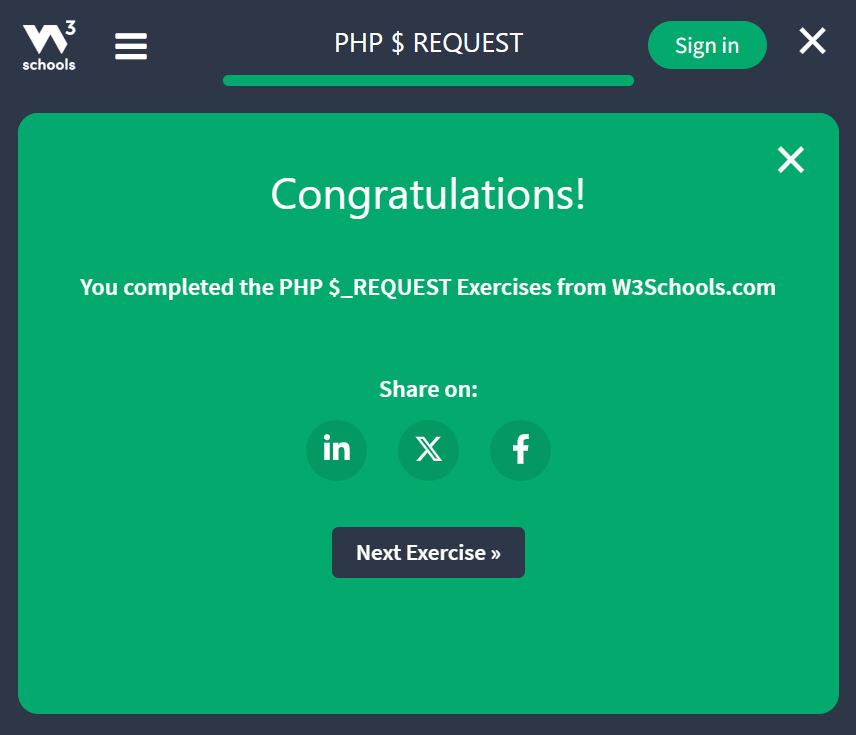 W3
schools
PHP $ REQUEST
Sign in
Congratulations!
You completed the PHP $_REQUEST Exercises from W3Schools.com
Share on:
in
X
f
Next Exercise »